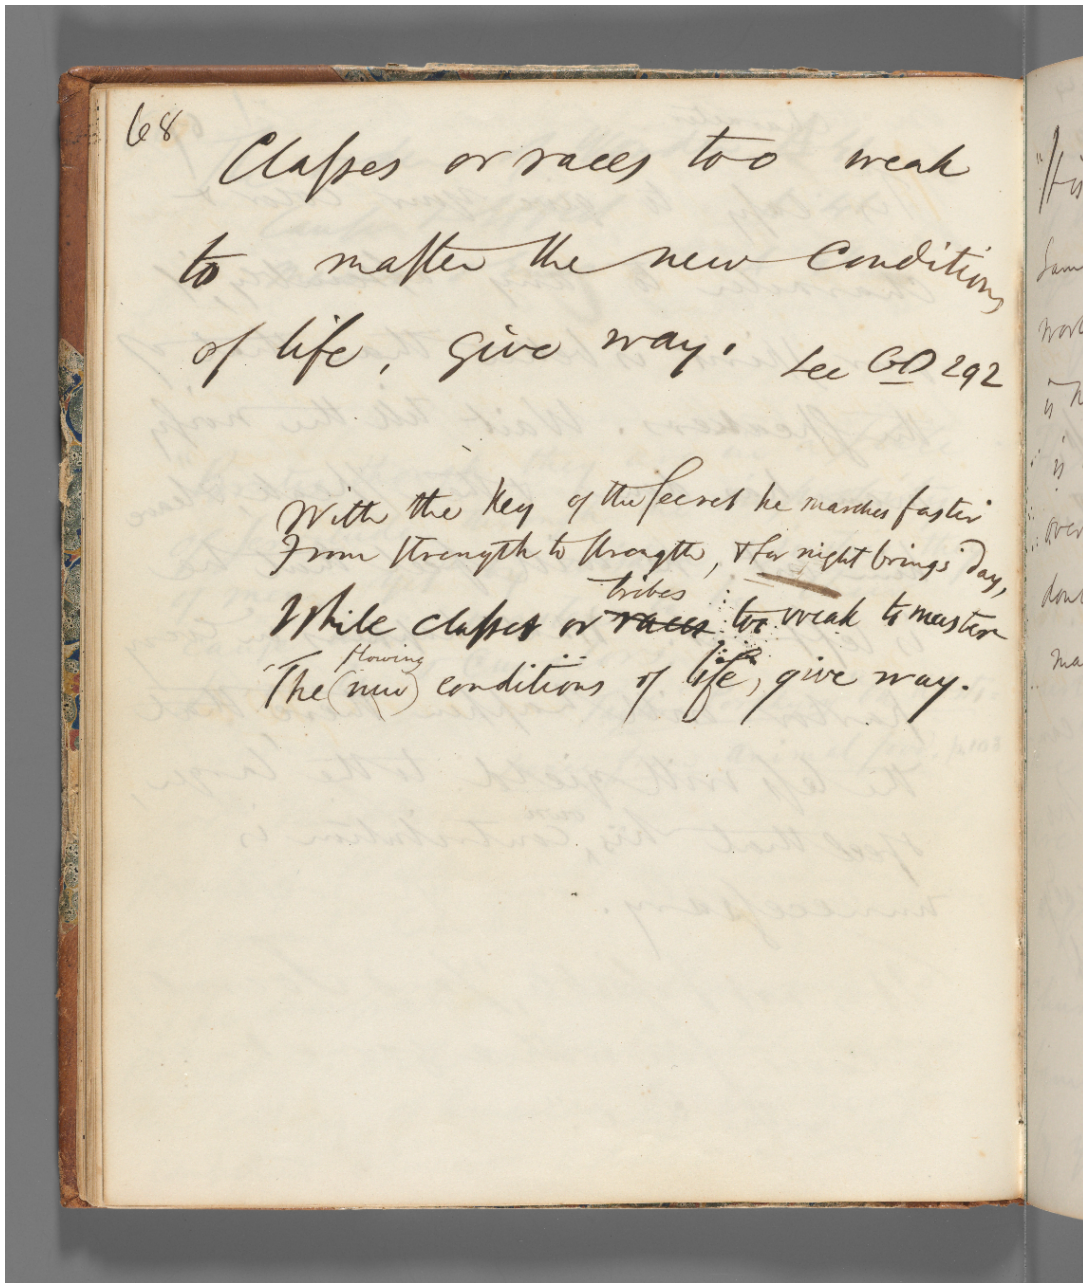 68
Classes or races too weak
to master the new Conditions
of life, give way.
See GO 292
With the key of the secret he marches faster
From strength to strength, & for night brings day,
tribes
While classes or races too weak to master
flowing
The (new) conditions of life, give way.